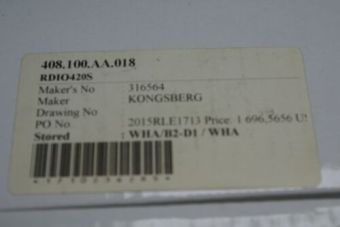 408.100.AA.018
RDIO420S
Maker's No : 316564
Maker : KONGSBERG
Drawing No :
PO No. : 2015RLE1713 Price: 1 696,5656 U
Stored : WHA/B2-D1 / WHA